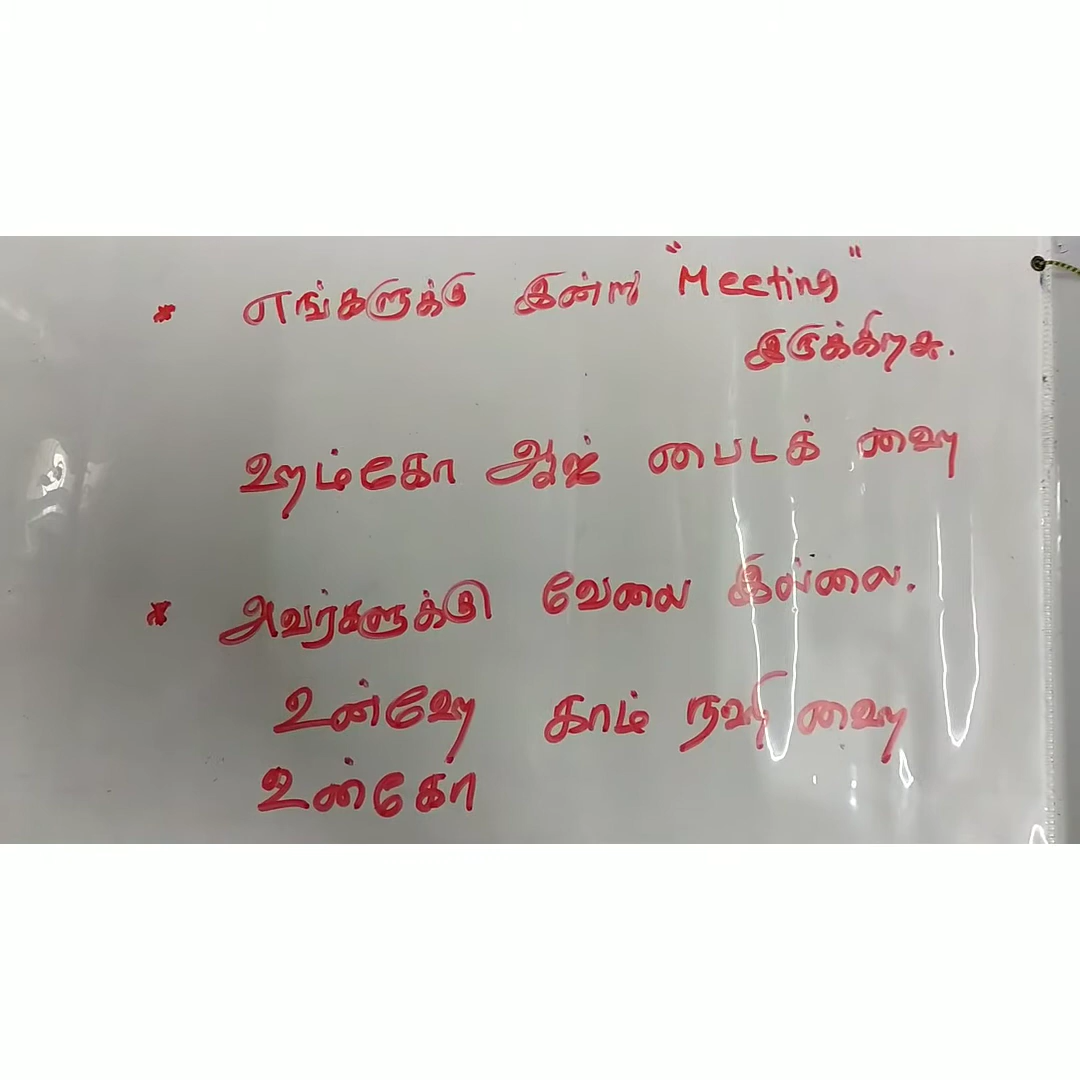 * எங்களுக்கு இன்று "Meeting"
இருக்கிறது.
ஹம்கோ ஆஜ் பைடக் ஹை
* அவர்களுக்கு வேலை இல்லை.
உன்ஹே காம் நஹி ஹை
உன்கோ